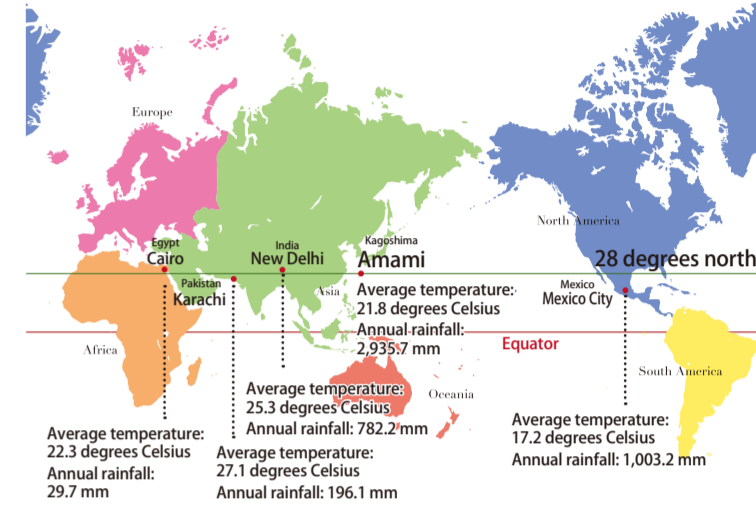 Europe
North America
Egypt
Cairo
India
New Delhi
Kagoshima
Amami
28 degrees north
Pakistan
Karachi
Asia
Mexico
Mexico City
Average temperature:
21.8 degrees Celsius
Annual rainfall:
2,935.7 mm
Africa
Equator
South America
Oceania
Average temperature:
25.3 degrees Celsius
Annual rainfall: 782.2 mm
Average temperature:
17.2 degrees Celsius
Annual rainfall: 1,003.2 mm
Average temperature:
22.3 degrees Celsius
Annual rainfall:
29.7 mm
Average temperature:
27.1 degrees Celsius
Annual rainfall: 196.1 mm